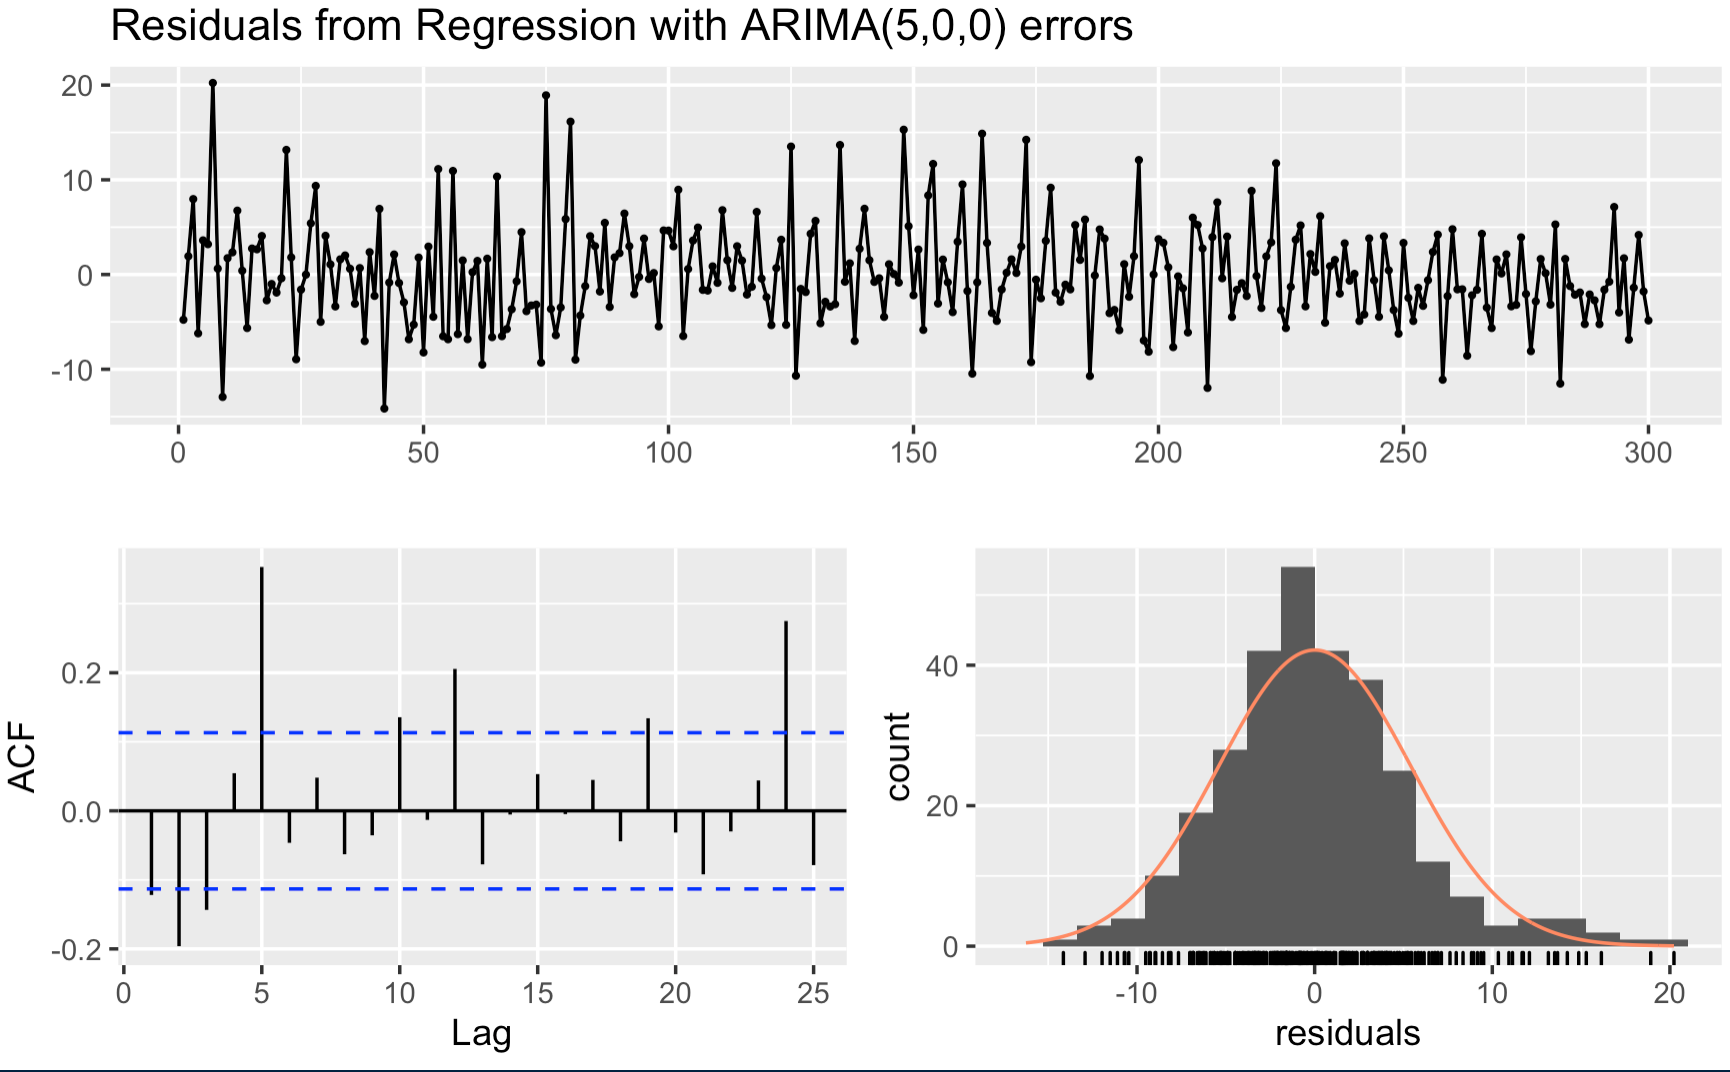 Residuals from Regression with ARIMA(5,0,0) errors
20
10
0
-10
0 50 100 150 200 250 300
ACF
0.2
0.0
-0.2
0 5 10 15 20 25
Lag
count
40
20
0
-10 0 10 20
residuals